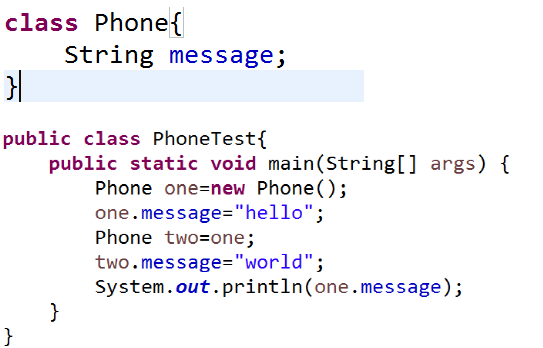 class Phone{
    String message;
}
public class PhoneTest{
    public static void main(String[] args) {
        Phone one=new Phone();
        one.message="hello";
        Phone two=one;
        two.message="world";
        System.out.println(one.message);
    }
}